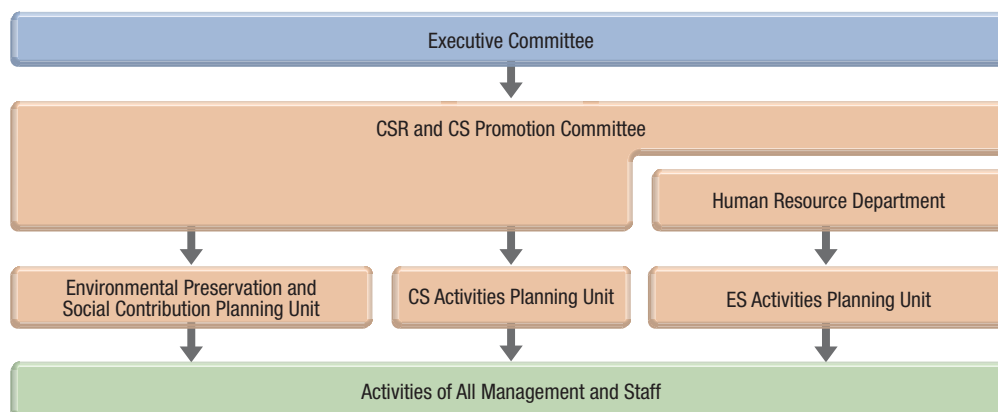 Executive Committee
CSR and CS Promotion Committee
Human Resource Department
Environmental Preservation and
Social Contribution Planning Unit
CS Activities Planning Unit
ES Activities Planning Unit
Activities of All Management and Staff